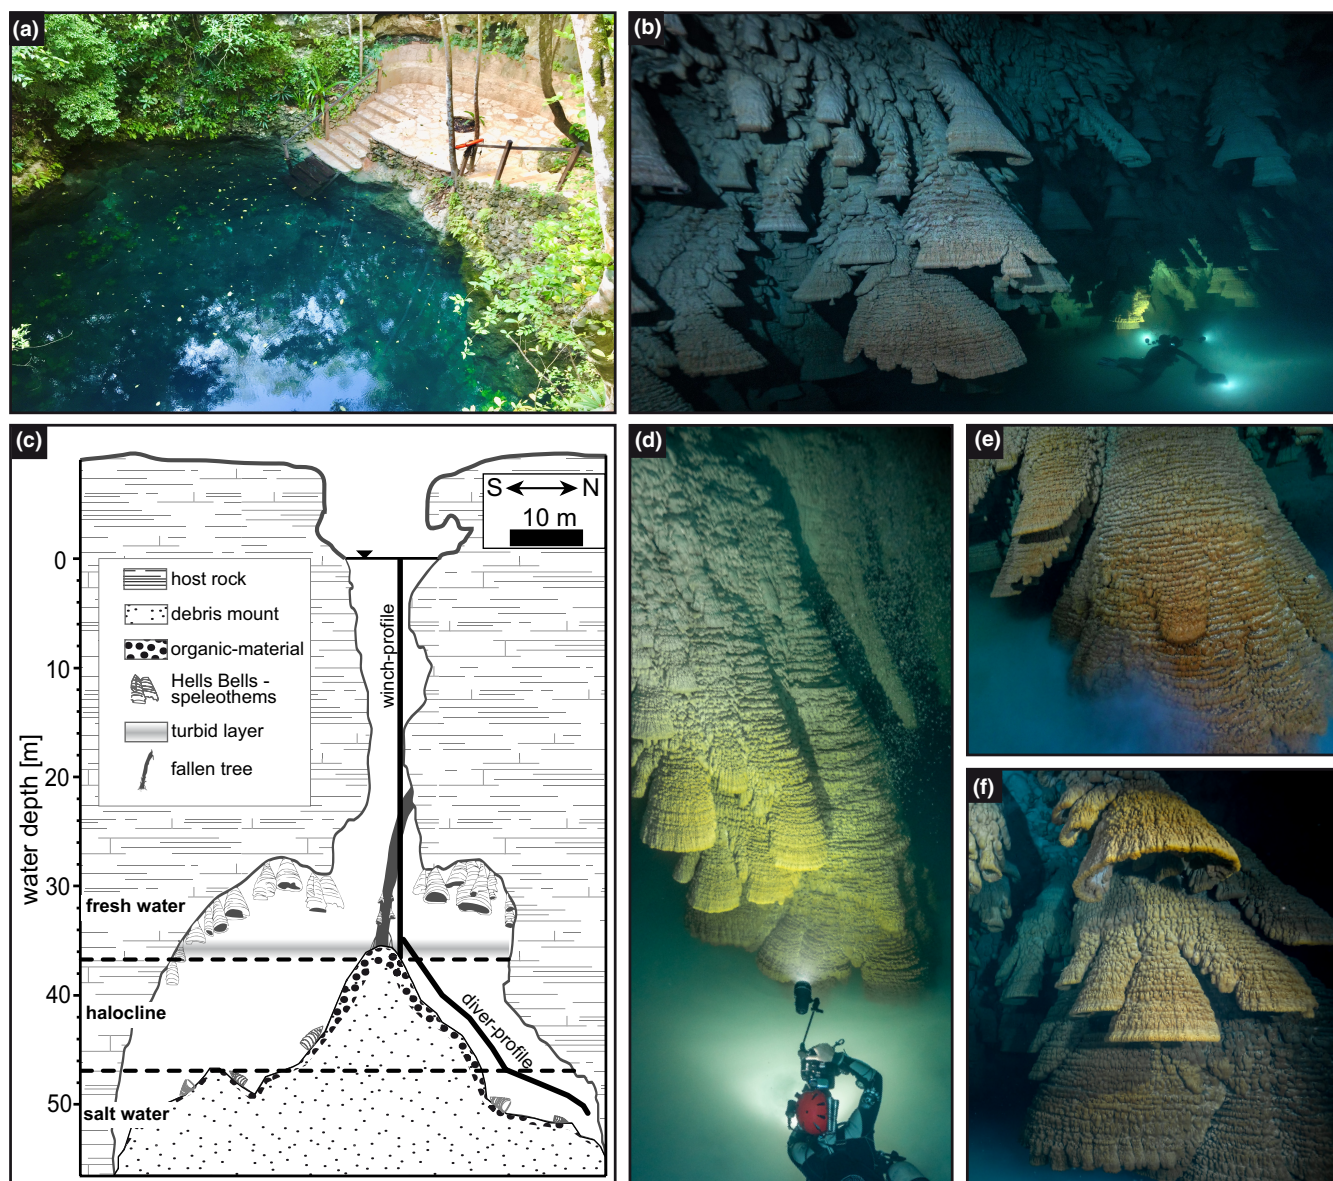 (a)
(b)
(c)
S N
10 m
0
10
20
30
40
50
water depth [m]
host rock
debris mount
organic-material
Hells Bells -
speleothems
turbid layer
fallen tree
winch-profile
diver-profile
fresh water
halocline
salt water
(d)
(e)
(f)